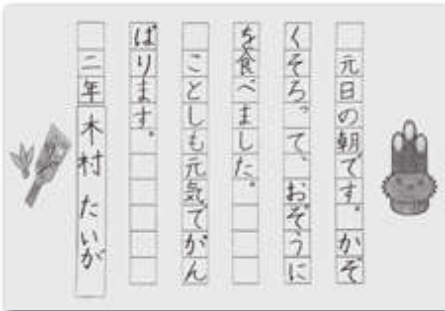 元日の朝です。かぞ
くそろって、おぞうに
を食べました。
ことしも元気でがん
ばります。
二年 木村 たいが